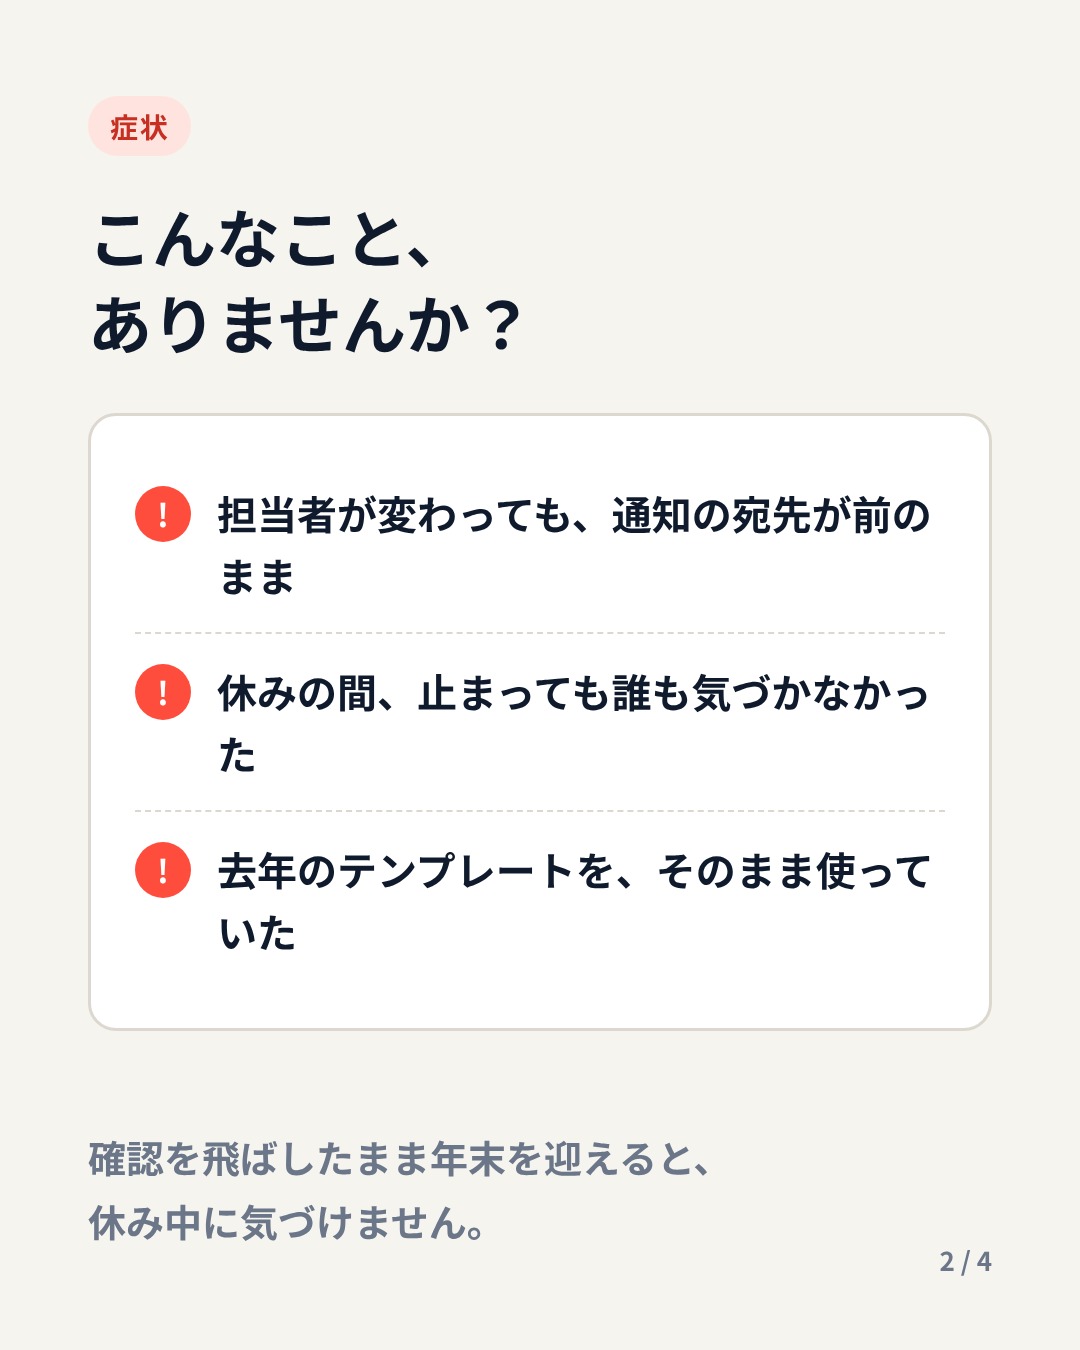 症状
こんなこと、
ありませんか？
! 担当者が変わっても、通知の宛先が前の
まま
! 休みの間、止まっても誰も気づかなかっ
た
! 去年のテンプレートを、そのまま使って
いた
確認を飛ばしたまま年末を迎えると、
休み中に気づけません。
2 / 4